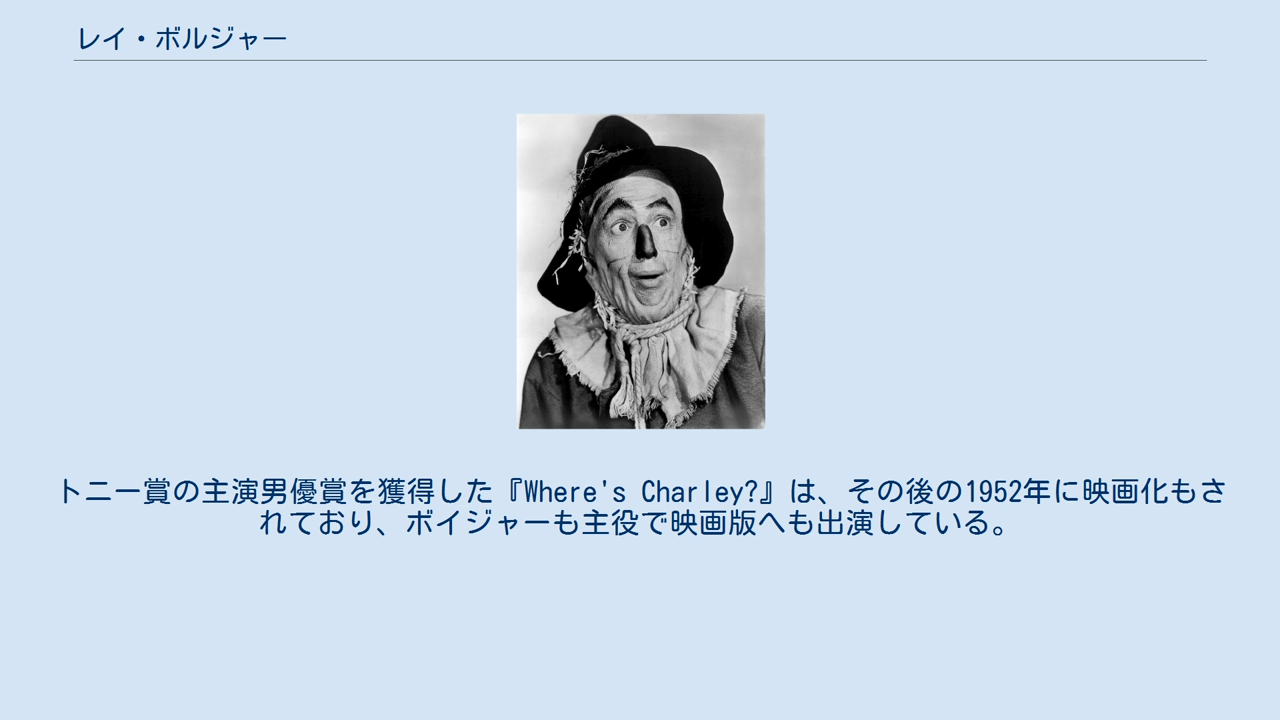 レイ・ボルジャー
トニー賞の主演男優賞を獲得した『Where's Charley?』は、その後の1952年に映画化もさ
れており、ボイジャーも主役で映画版へも出演している。